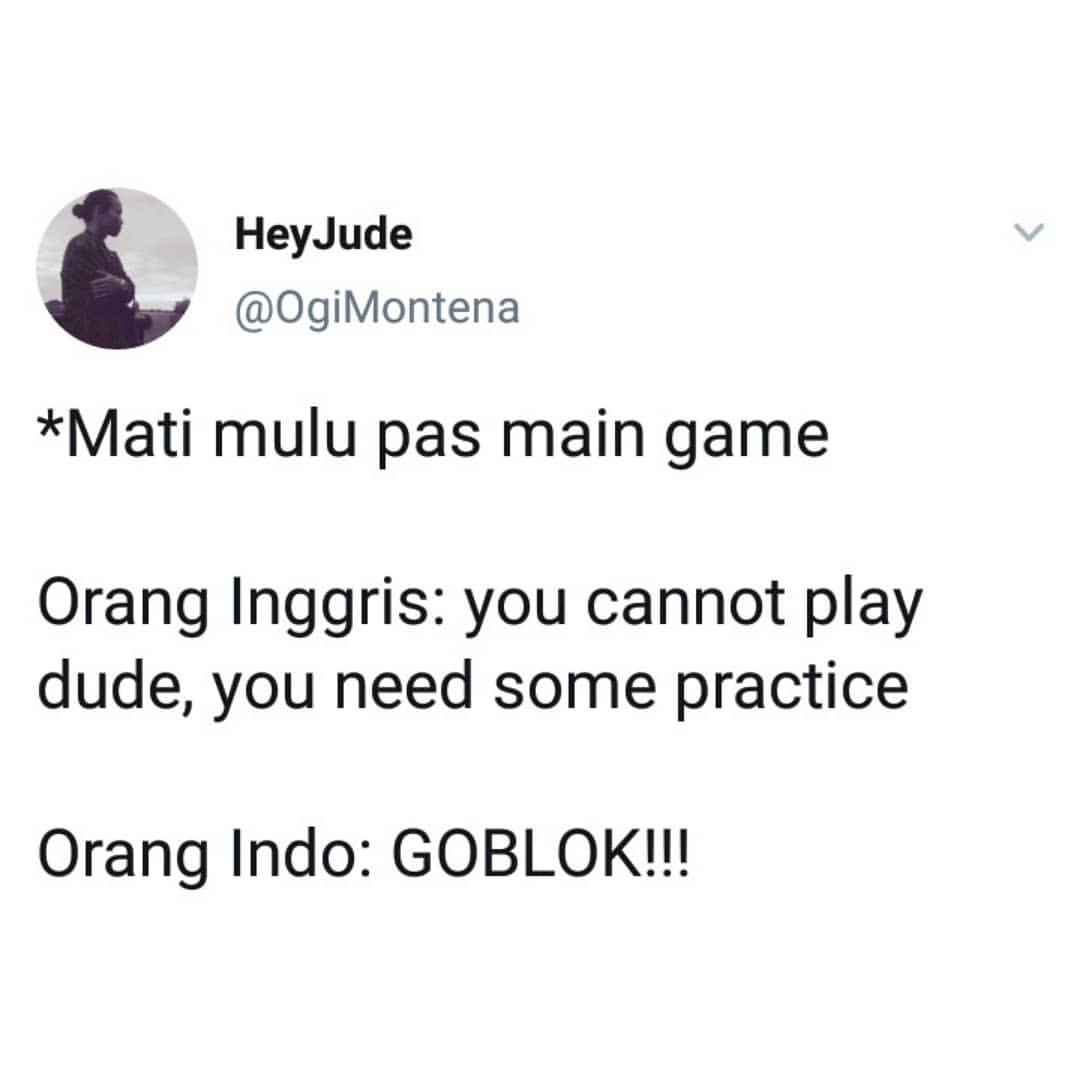 HeyJude
@OgiMontena
*Mati mulu pas main game
Orang Inggris: you cannot play
dude, you need some practice
Orang Indo: GOBLOK!!!